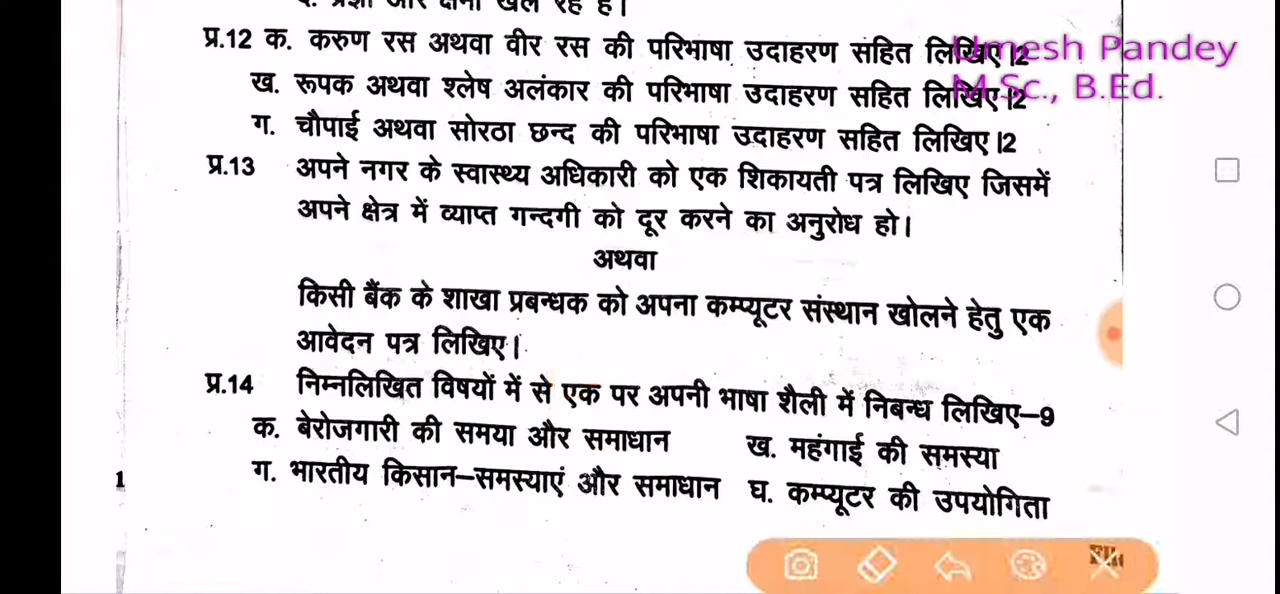 द. प्रज्ञा और क्षमा खेल रहे हैं।
प्र.12 क. करुण रस अथवा वीर रस की परिभाषा उदाहरण सहित लिखिए।2
Umesh Pandey
ख. रूपक अथवा श्लेष अलंकार की परिभाषा उदाहरण सहित लिखिए।2
M.Sc., B.Ed.
ग. चौपाई अथवा सोरठा छन्द की परिभाषा उदाहरण सहित लिखिए।2
प्र.13 अपने नगर के स्वास्थ्य अधिकारी को एक शिकायती पत्र लिखिए जिसमें
अपने क्षेत्र में व्याप्त गन्दगी को दूर करने का अनुरोध हो।
अथवा
किसी बैंक के शाखा प्रबन्धक को अपना कम्प्यूटर संस्थान खोलने हेतु एक
आवेदन पत्र लिखिए।
प्र.14 निम्नलिखित विषयों में से एक पर अपनी भाषा शैली में निबन्ध लिखिए–9
क. बेरोजगारी की समया और समाधान ख. महंगाई की समस्या
ग. भारतीय किसान–समस्याएं और समाधान घ. कम्प्यूटर की उपयोगिता
1